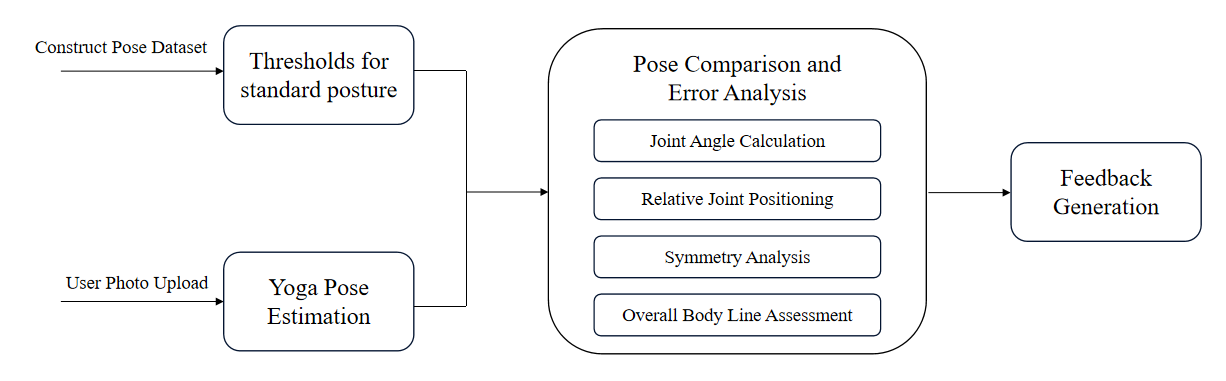 Construct Pose Dataset
Thresholds for
standard posture
User Photo Upload
Yoga Pose
Estimation
Pose Comparison and
Error Analysis
Joint Angle Calculation
Relative Joint Positioning
Symmetry Analysis
Overall Body Line Assessment
Feedback
Generation